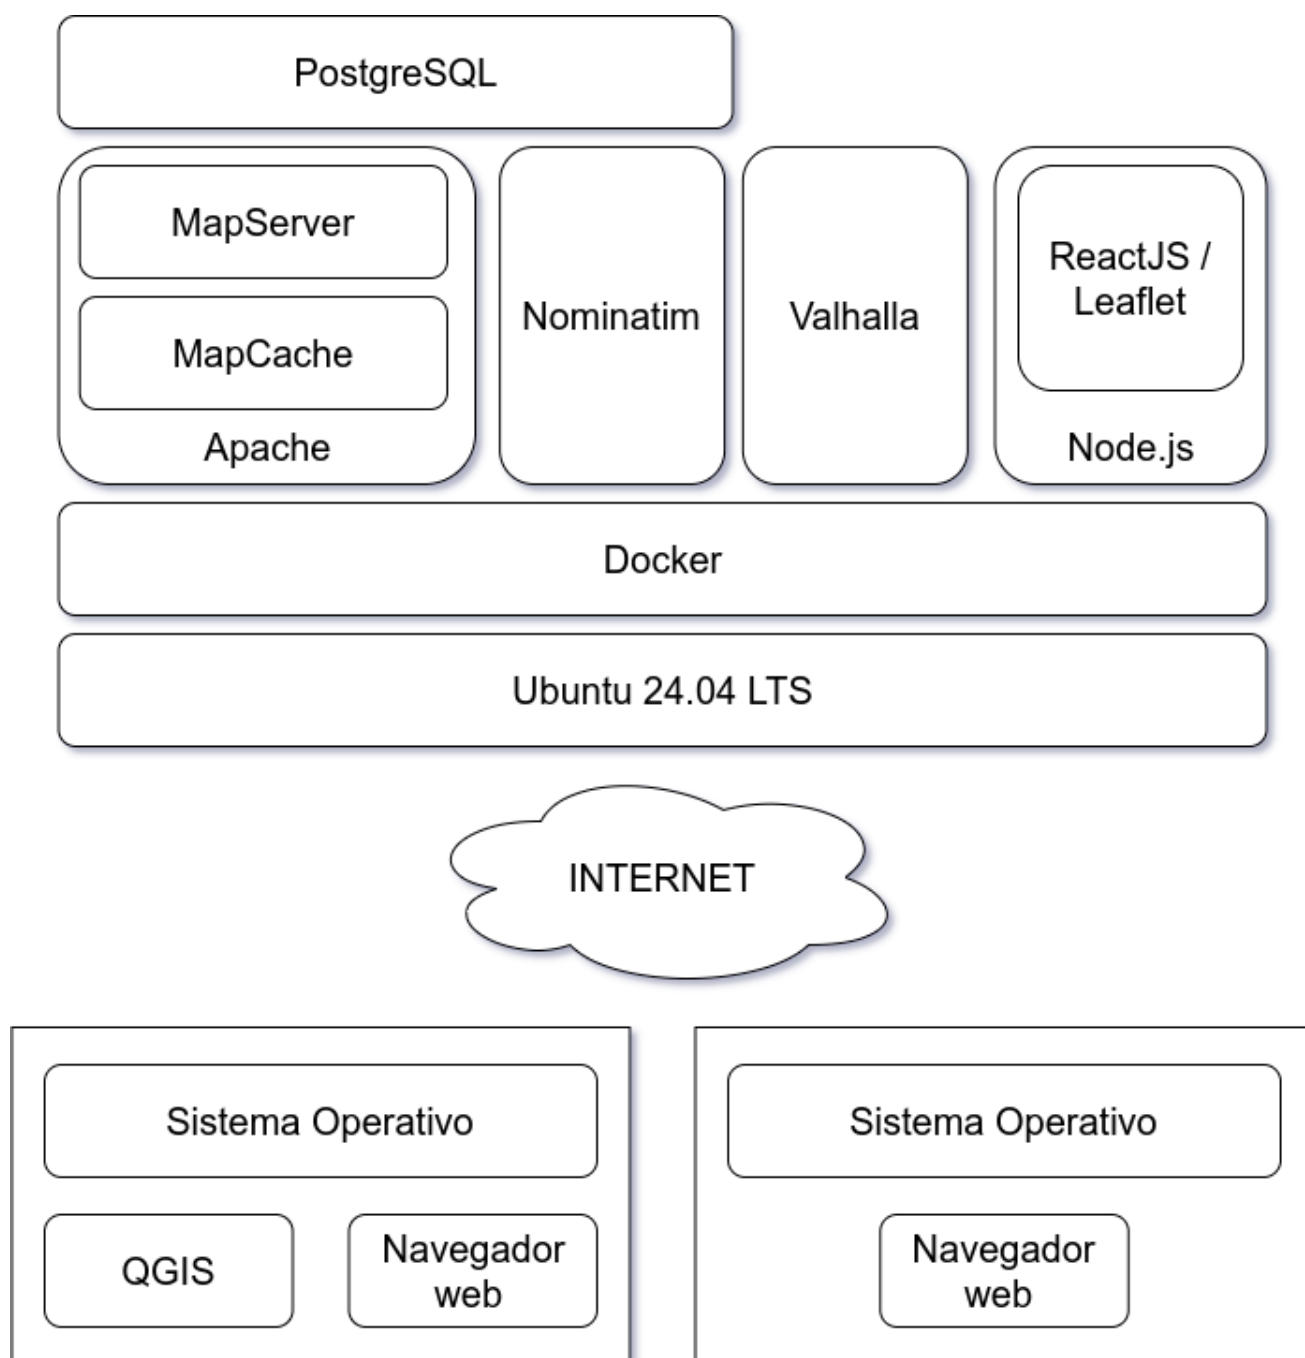 PostgreSQL
MapServer
MapCache
Apache
Nominatim
Valhalla
ReactJS /
Leaflet
Node.js
Docker
Ubuntu 24.04 LTS
INTERNET
Sistema Operativo
QGIS
Navegador
web
Sistema Operativo
Navegador
web